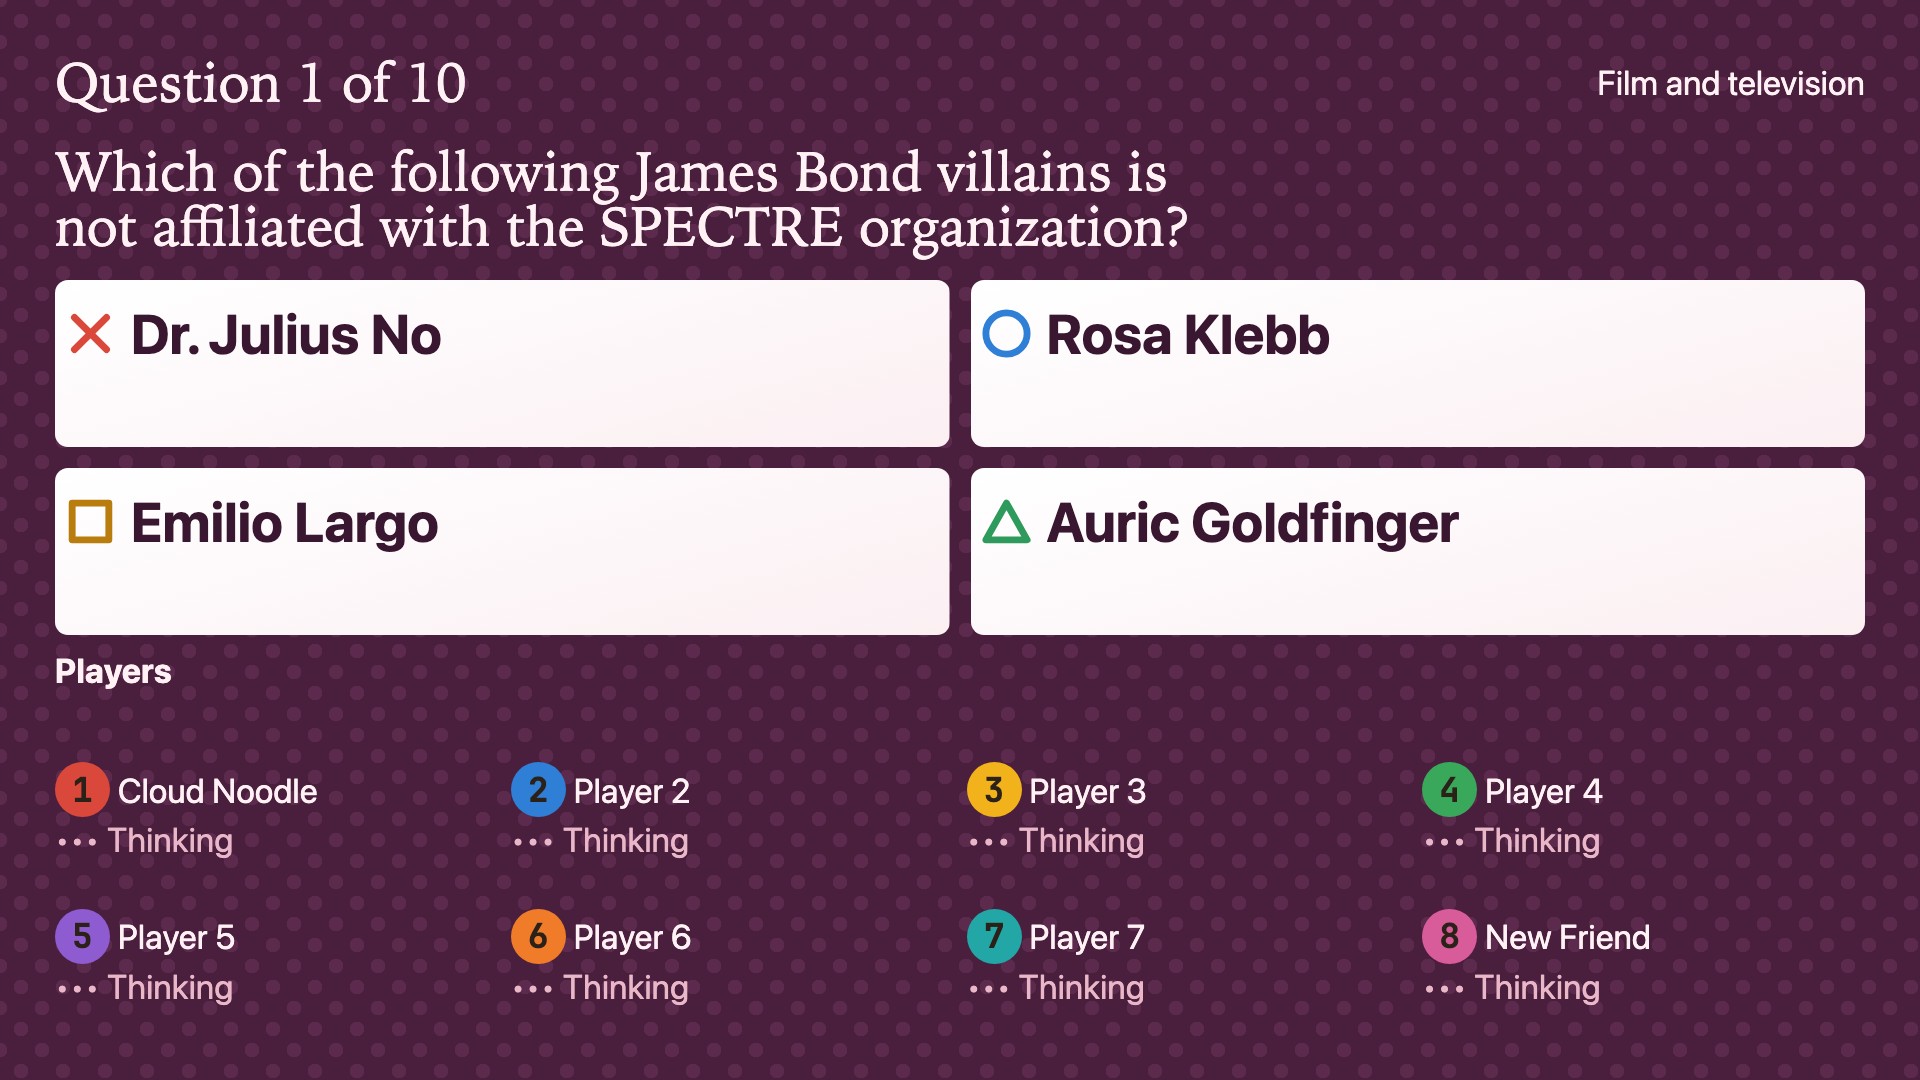 Question 1 of 10
Film and television
Which of the following James Bond villains is
not affiliated with the SPECTRE organization?
Dr. Julius No
Rosa Klebb
Emilio Largo
Auric Goldfinger
Players
1 Cloud Noodle
Thinking
2 Player 2
Thinking
3 Player 3
Thinking
4 Player 4
Thinking
5 Player 5
Thinking
6 Player 6
Thinking
7 Player 7
Thinking
8 New Friend
Thinking